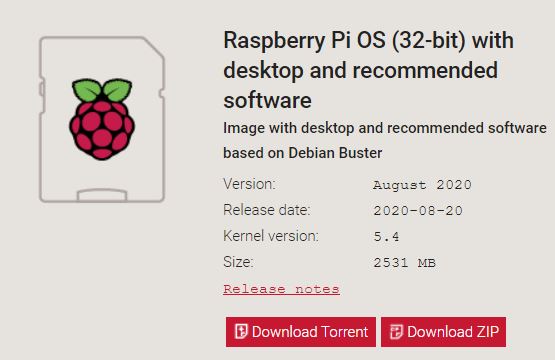 Raspberry Pi OS (32-bit) with
desktop and recommended
software
Image with desktop and recommended software
based on Debian Buster
Version: August 2020
Release date: 2020-08-20
Kernel version: 5.4
Size: 2531 MB
Release notes
Download Torrent Download ZIP